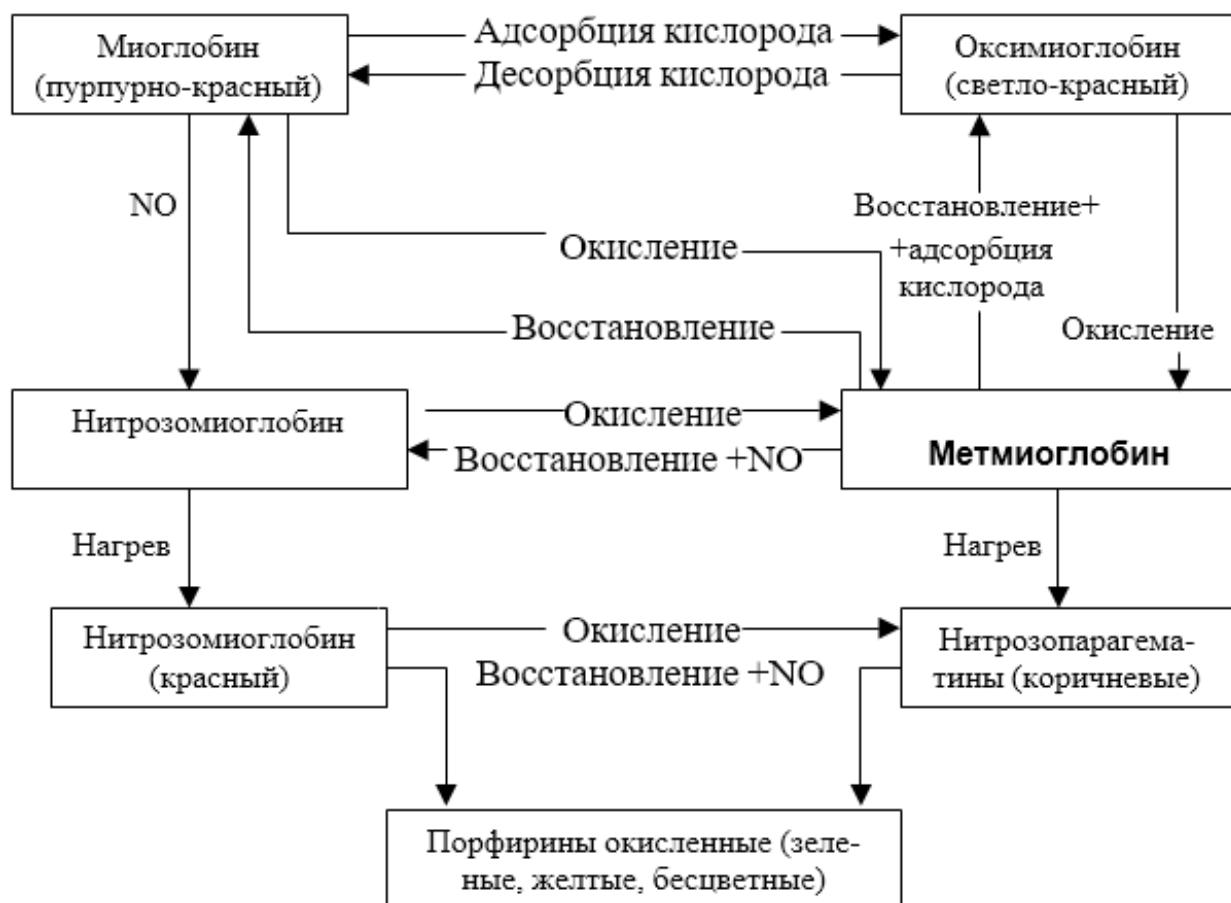 Миоглобин
(пурпурно-красный)
Адсорбция кислорода
Десорбция кислорода
Оксимиоглобин
(светло-красный)
NO
Окисление
Восстановление+
+адсорбция
кислорода
Восстановление
Окисление
Нитрозомиоглобин
Окисление
Восстановление +NO
Метмиоглобин
Нагрев
Нагрев
Нитрозомиоглобин
(красный)
Окисление
Восстановление +NO
Нитрозопарагема-
тины (коричневые)
Порфирины окисленные (зеле-
ные, желтые, бесцветные)